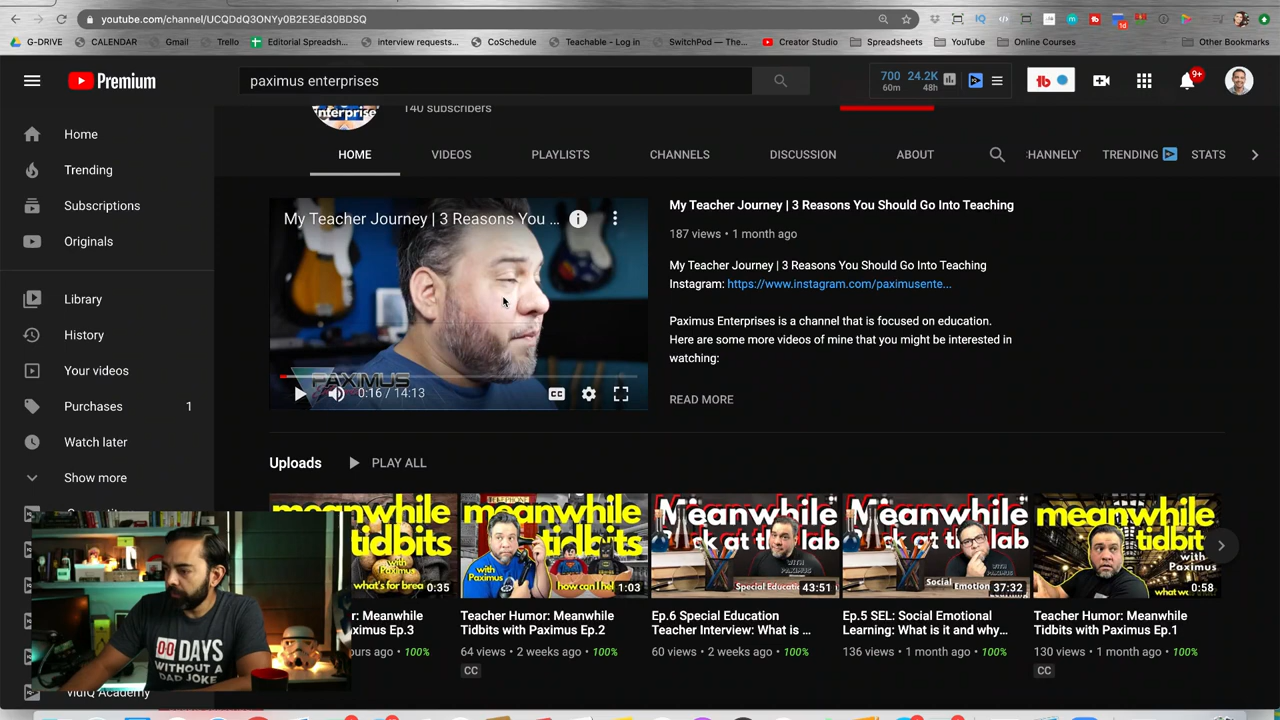 youtube.com/channel/UCQDdQ3ONYy0B2E3Ed30BDSQ
G-DRIVE CALENDAR Gmail Trello Editorial Spreadsh... interview requests... CoSchedule Teachable - Log in SwitchPod — The... Creator Studio Spreadsheets YouTube Online Courses Other Bookmarks
Premium
paximus enterprises
700 24.2K
60m 48h
tb
9+
Enterprise
140 subscribers
HOME VIDEOS PLAYLISTS CHANNELS DISCUSSION ABOUT CHANNELY TRENDING STATS
Home
Trending
Subscriptions
Originals
Library
History
Your videos
Purchases 1
Watch later
Show more
My Teacher Journey | 3 Reasons You ...
PAXIMUS
0:16 / 14:13
CC
My Teacher Journey | 3 Reasons You Should Go Into Teaching
187 views • 1 month ago
My Teacher Journey | 3 Reasons You Should Go Into Teaching
Instagram: https://www.instagram.com/paximusente...
Paximus Enterprises is a channel that is focused on education.
Here are some more videos of mine that you might be interested in
watching:
READ MORE
Uploads PLAY ALL
meanwhile
tidbits
with
Paximus
what's for brea
0:35
r: Meanwhile
ximus Ep.3
ours ago • 100%
meanwhile
tidbits
with
Paximus
how can I hel
1:03
Teacher Humor: Meanwhile
Tidbits with Paximus Ep.2
64 views • 2 weeks ago • 100%
CC
Meanwhile
Back at the lab
WITH PAXIMUS
Special Educatio
43:51
Ep.6 Special Education
Teacher Interview: What is ...
60 views • 2 weeks ago • 100%
Meanwhile
Back at the lab
WITH PAXIMUS
Social Emotion
37:32
Ep.5 SEL: Social Emotional
Learning: What is it and why...
136 views • 1 month ago • 100%
meanwhile
tidbit
with
Paximus
0:58
Teacher Humor: Meanwhile
Tidbits with Paximus Ep.1
130 views • 1 month ago • 100%
CC
00 DAYS
WITHOUT A
DAD JOKE
vidIQ Academy